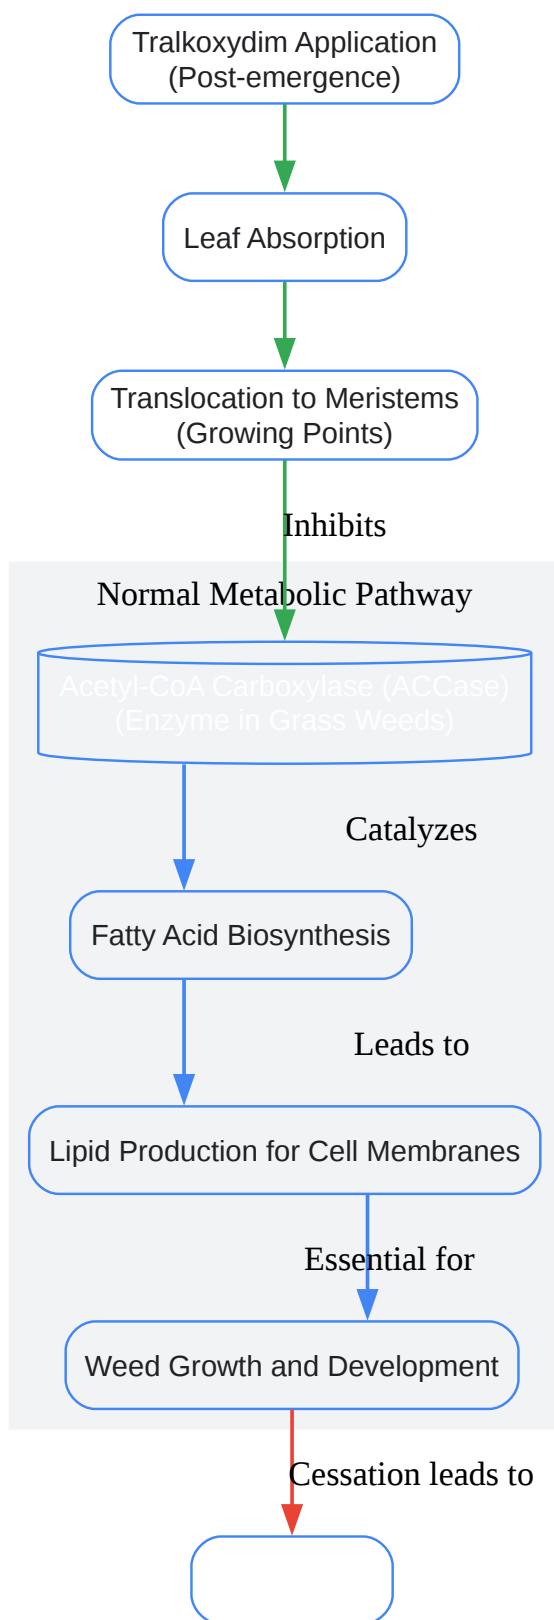 Tralkoxydim Application
(Post-emergence)
Leaf Absorption
Translocation to Meristems
(Growing Points)
Inhibits
Normal Metabolic Pathway
Acetyl-CoA Carboxylase (ACCase)
(Enzyme in Grass Weeds)
Catalyzes
Fatty Acid Biosynthesis
Leads to
Lipid Production for Cell Membranes
Essential for
Weed Growth and Development
Cessation leads to